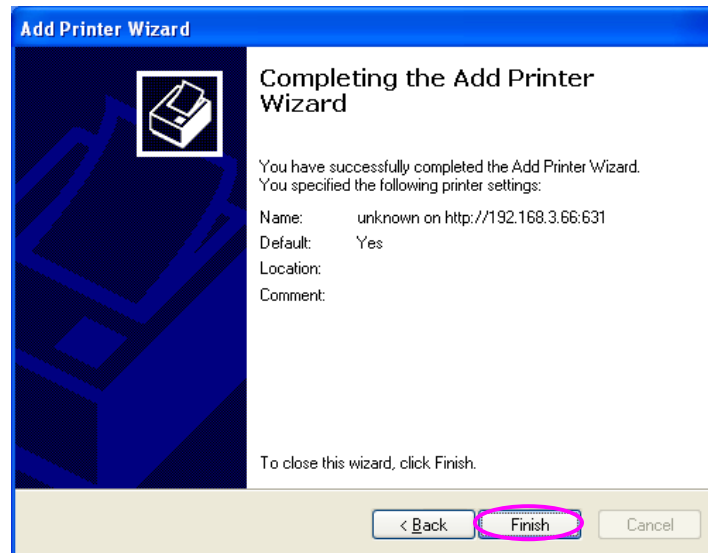 Add Printer Wizard
Completing the Add Printer
Wizard
You have successfully completed the Add Printer Wizard.
You specified the following printer settings:
Name: unknown on http://192.168.3.66:631
Default: Yes
Location:
Comment:
To close this wizard, click Finish.
< Back Finish Cancel